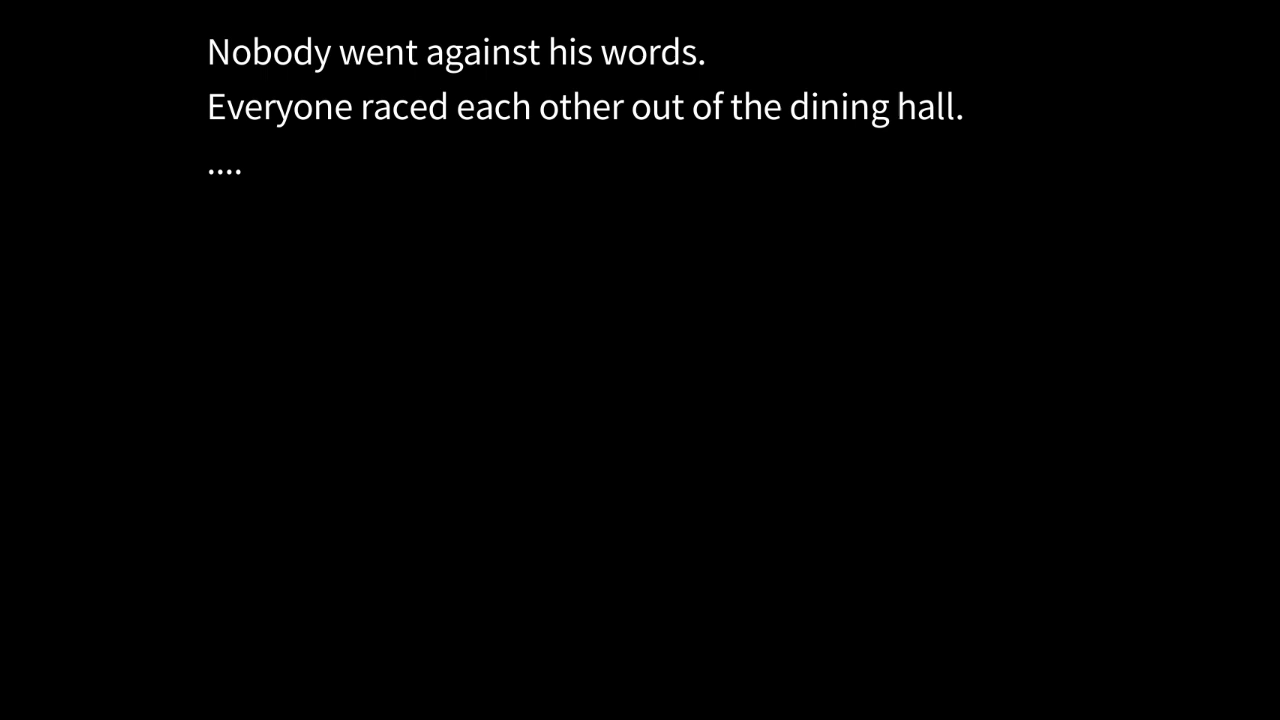 Nobody went against his words.
Everyone raced each other out of the dining hall.
....